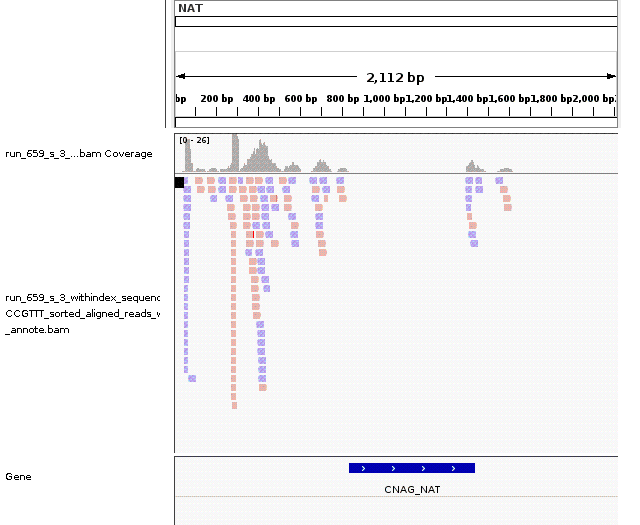 NAT
2,112 bp
bp 200 bp 400 bp 600 bp 800 bp 1,000 bp 1,200 bp 1,400 bp 1,600 bp 1,800 bp 2,000 bp
[0 - 26]
run_659_s_3_...bam Coverage
run_659_s_3_withindex_sequenc
CCGTTT_sorted_aligned_reads_w
_annote.bam
Gene
CNAG_NAT